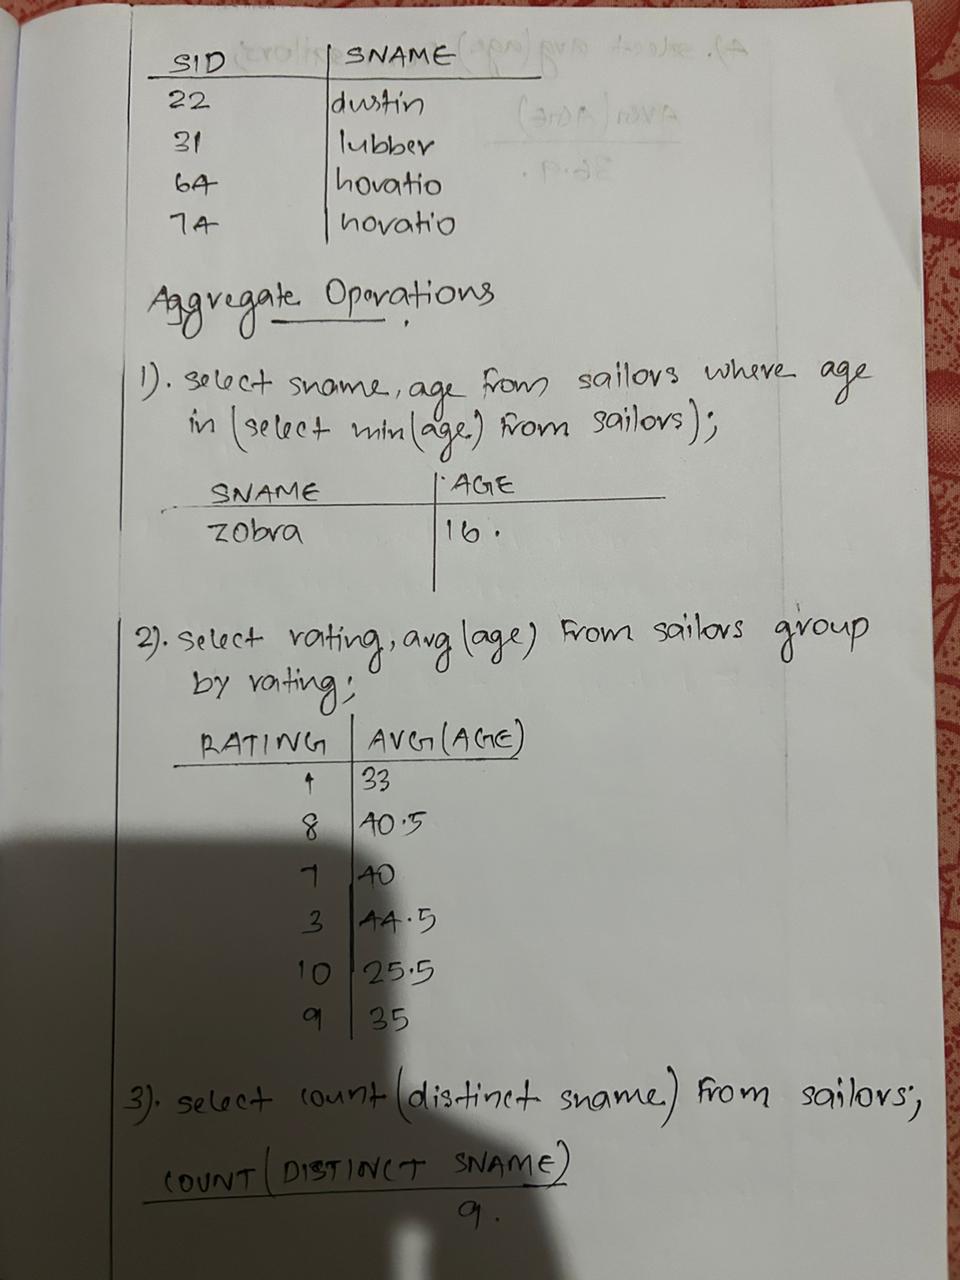 SID SNAME
22 dustin
31 lubber
64 horatio
74 horatio
Aggregate Operations
1). select sname, age from sailors where age
in (select min(age) from sailors);
SNAME AGE
zobra 16.
2). select rating, avg(age) from sailors group
by rating;
RATING AVG(AGE)
1 33
8 40.5
7 40
3 44.5
10 25.5
9 35
3). select count(distinct sname) from sailors;
COUNT(DISTINCT SNAME)
9.